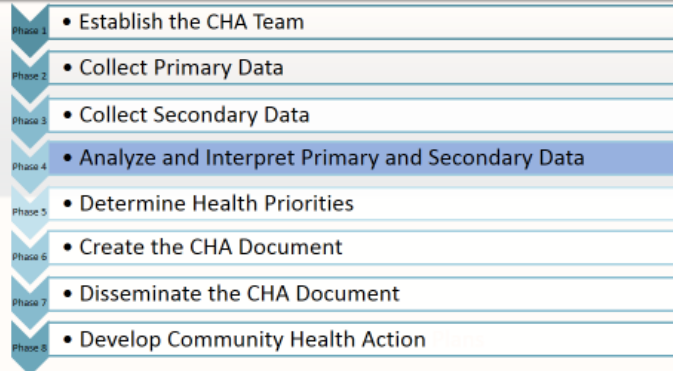 Phase 1 • Establish the CHA Team
Phase 2 • Collect Primary Data
Phase 3 • Collect Secondary Data
Phase 4 • Analyze and Interpret Primary and Secondary Data
Phase 5 • Determine Health Priorities
Phase 6 • Create the CHA Document
Phase 7 • Disseminate the CHA Document
Phase 8 • Develop Community Health Action